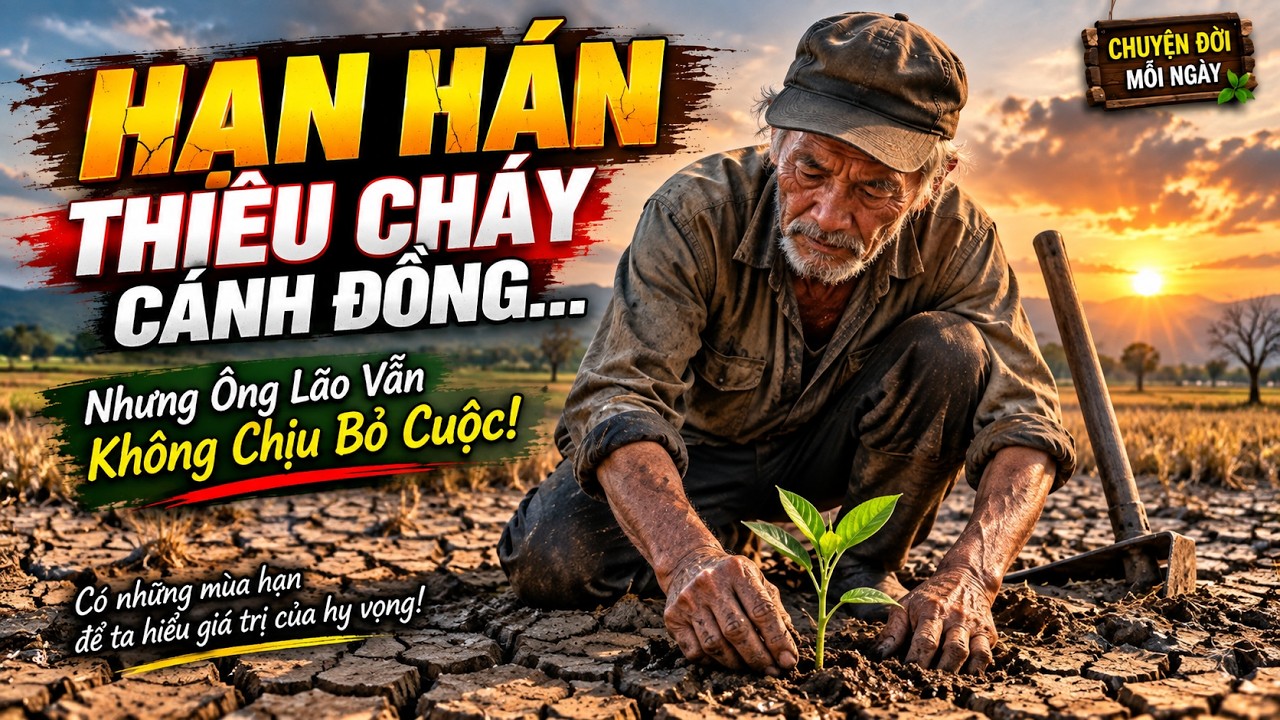 HẠN HÁN
THIÊU CHÁY
CÁNH ĐỒNG...
Nhưng Ông Lão Vẫn
Không Chịu Bỏ Cuộc!
Có những mùa hạn
để ta hiểu giá trị của hy vọng!
CHUYỆN ĐỜI
MỖI NGÀY